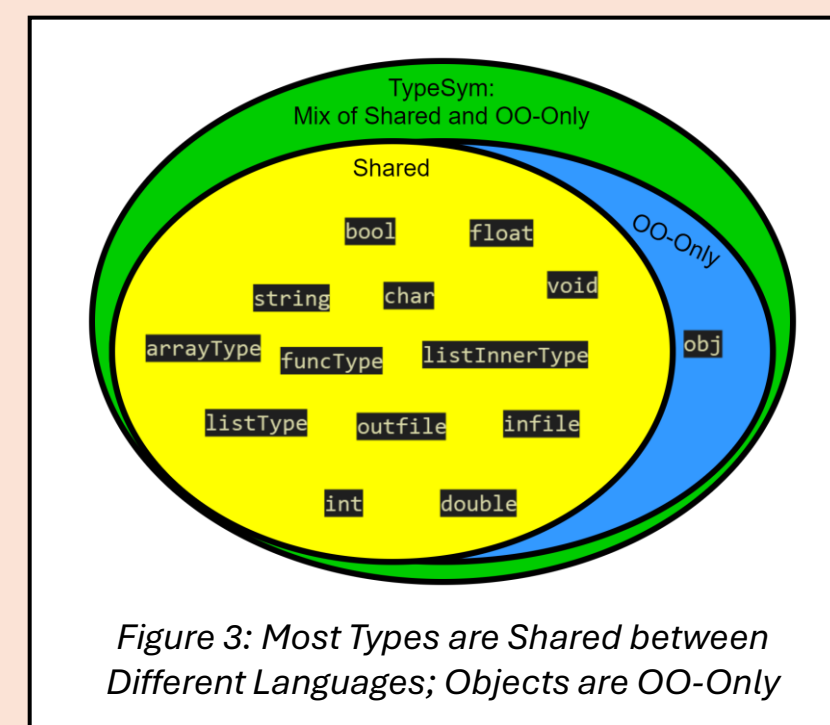 TypeSym:
Mix of Shared and OO-Only
Shared
OO-Only
bool
float
string
char
void
arrayType
funcType
listInnerType
obj
listType
outfile
infile
int
double
Figure 3: Most Types are Shared between
Different Languages; Objects are OO-Only